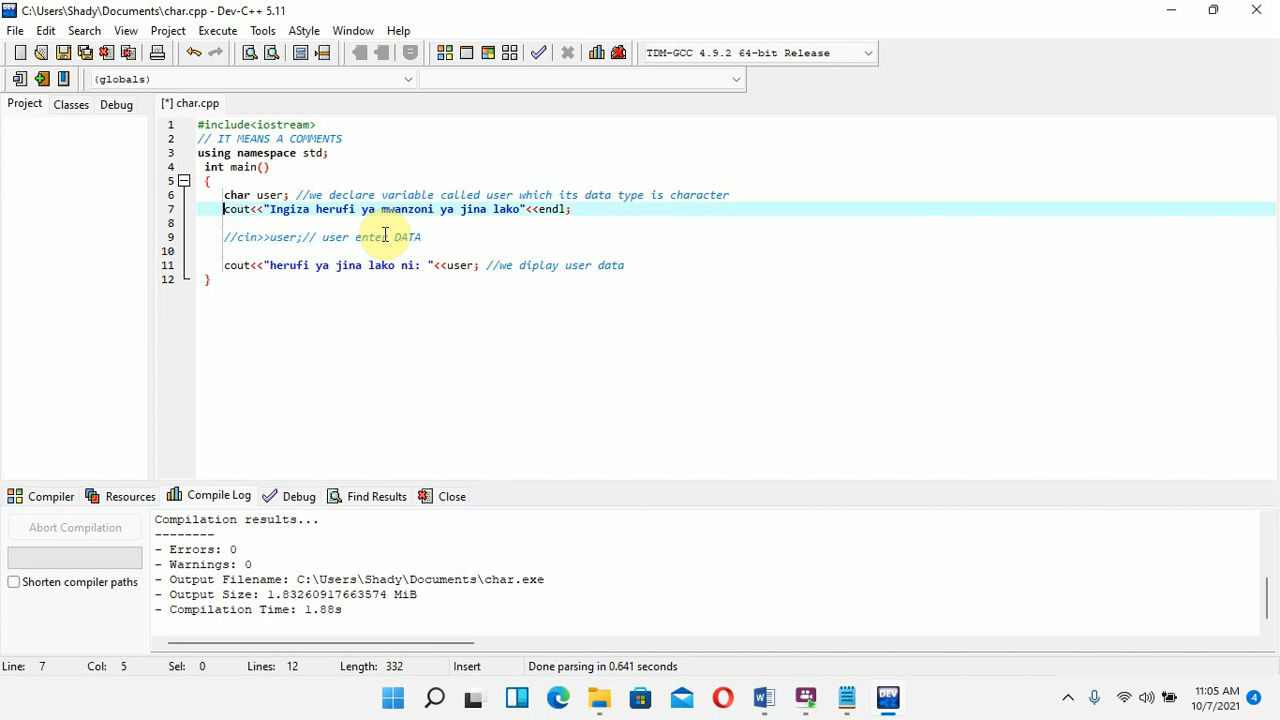 C:\Users\Shady\Documents\char.cpp - Dev-C++ 5.11
File Edit Search View Project Execute Tools AStyle Window Help
TDM-GCC 4.9.2 64-bit Release
(globals)
Project Classes Debug [*] char.cpp
1 #include<iostream>
2 // IT MEANS A COMMENTS
3 using namespace std;
4 int main()
5 {
6 char user; //we declare variable called user which its data type is character
7 cout<<"Ingiza herufi ya mwanzoni ya jina lako"<<endl;
8
9 //cin>>user;// user enter DATA
10
11 cout<<"herufi ya jina lako ni: "<<user; //we diplay user data
12 }
Compiler Resources Compile Log Debug Find Results Close
Abort Compilation
Shorten compiler paths
Compilation results...
--------
- Errors: 0
- Warnings: 0
- Output Filename: C:\Users\Shady\Documents\char.exe
- Output Size: 1.83260917663574 MiB
- Compilation Time: 1.88s
Line: 7 Col: 5 Sel: 0 Lines: 12 Length: 332 Insert Done parsing in 0.641 seconds
DEV
11:05 AM
10/7/2021
4